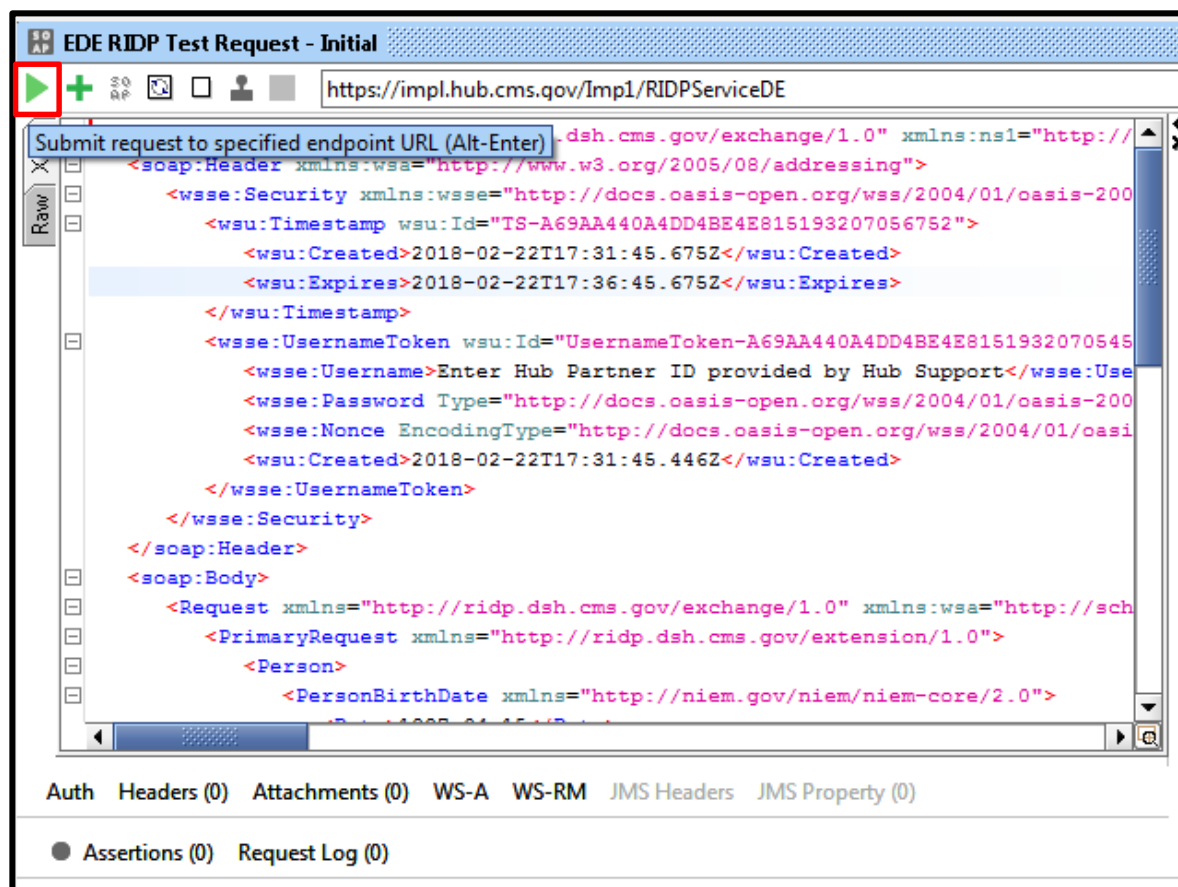 SO AP EDE RIDP Test Request - Initial
SO AP https://impl.hub.cms.gov/Imp1/RIDPServiceDE
Submit request to specified endpoint URL (Alt-Enter)
.dsh.cms.gov/exchange/1.0" xmlns:ns1="http://
<soap:Header xmlns:wsa="http://www.w3.org/2005/08/addressing">
<wsse:Security xmlns:wsse="http://docs.oasis-open.org/wss/2004/01/oasis-200
Raw
<wsu:Timestamp wsu:Id="TS-A69AA440A4DD4BE4E815193207056752">
<wsu:Created>2018-02-22T17:31:45.675Z</wsu:Created>
<wsu:Expires>2018-02-22T17:36:45.675Z</wsu:Expires>
</wsu:Timestamp>
<wsse:UsernameToken wsu:Id="UsernameToken-A69AA440A4DD4BE4E8151932070545
<wsse:Username>Enter Hub Partner ID provided by Hub Support</wsse:Use
<wsse:Password Type="http://docs.oasis-open.org/wss/2004/01/oasis-200
<wsse:Nonce EncodingType="http://docs.oasis-open.org/wss/2004/01/oasi
<wsu:Created>2018-02-22T17:31:45.446Z</wsu:Created>
</wsse:UsernameToken>
</wsse:Security>
</soap:Header>
<soap:Body>
<Request xmlns="http://ridp.dsh.cms.gov/exchange/1.0" xmlns:wsa="http://sch
<PrimaryRequest xmlns="http://ridp.dsh.cms.gov/extension/1.0">
<Person>
<PersonBirthDate xmlns="http://niem.gov/niem/niem-core/2.0">
Auth Headers (0) Attachments (0) WS-A WS-RM JMS Headers JMS Property (0)
Assertions (0) Request Log (0)